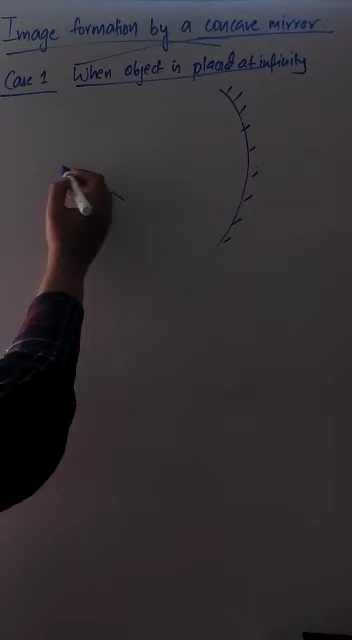 Image formation by a concave mirror
Case 1 When object is placed at infinity